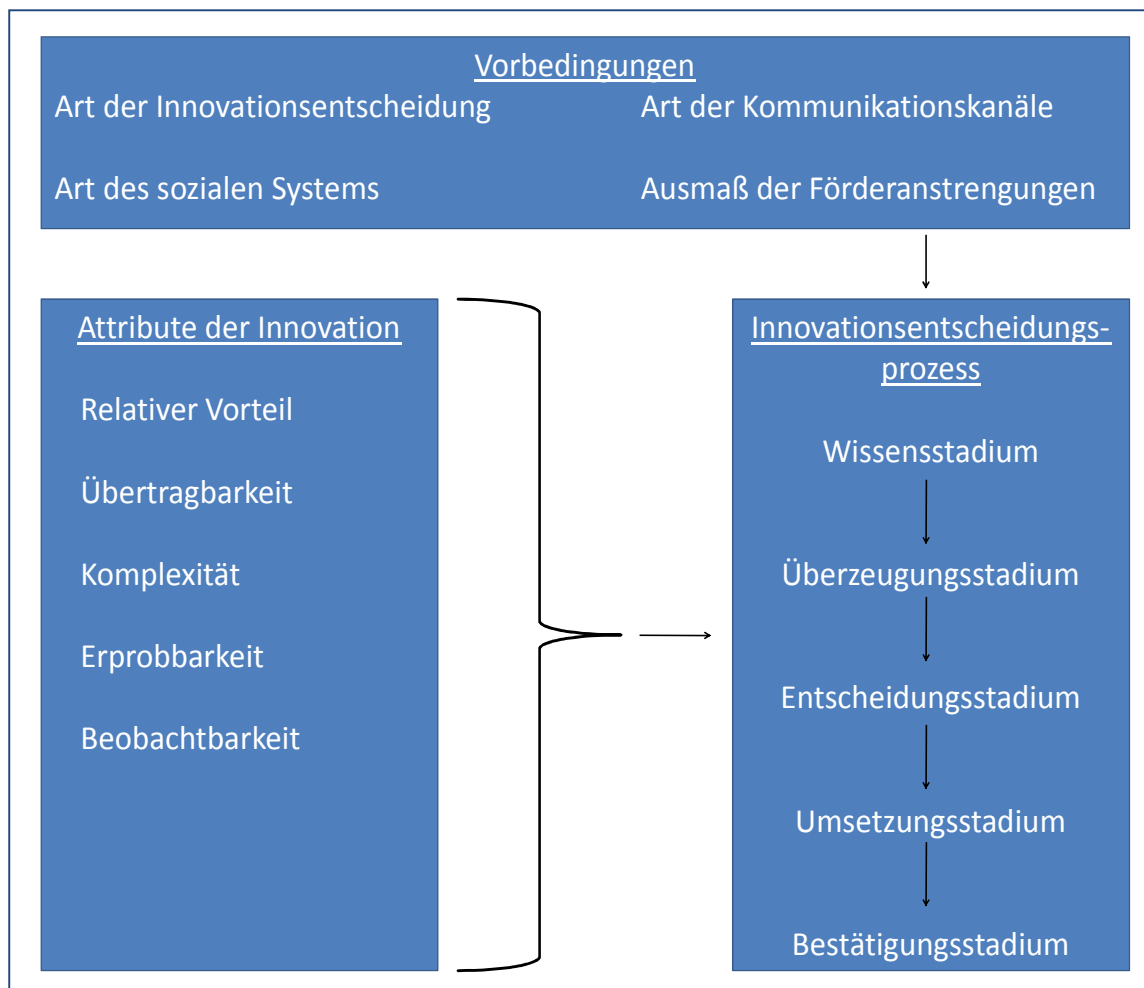 Vorbedingungen
Art der Innovationsentscheidung
Art der Kommunikationskanäle
Art des sozialen Systems
Ausmaß der Förderanstrengungen
Attribute der Innovation
Relativer Vorteil
Übertragbarkeit
Komplexität
Erprobbarkeit
Beobachtbarkeit
Innovationsentscheidungs-
prozess
Wissensstadium
Überzeugungsstadium
Entscheidungsstadium
Umsetzungsstadium
Bestätigungsstadium